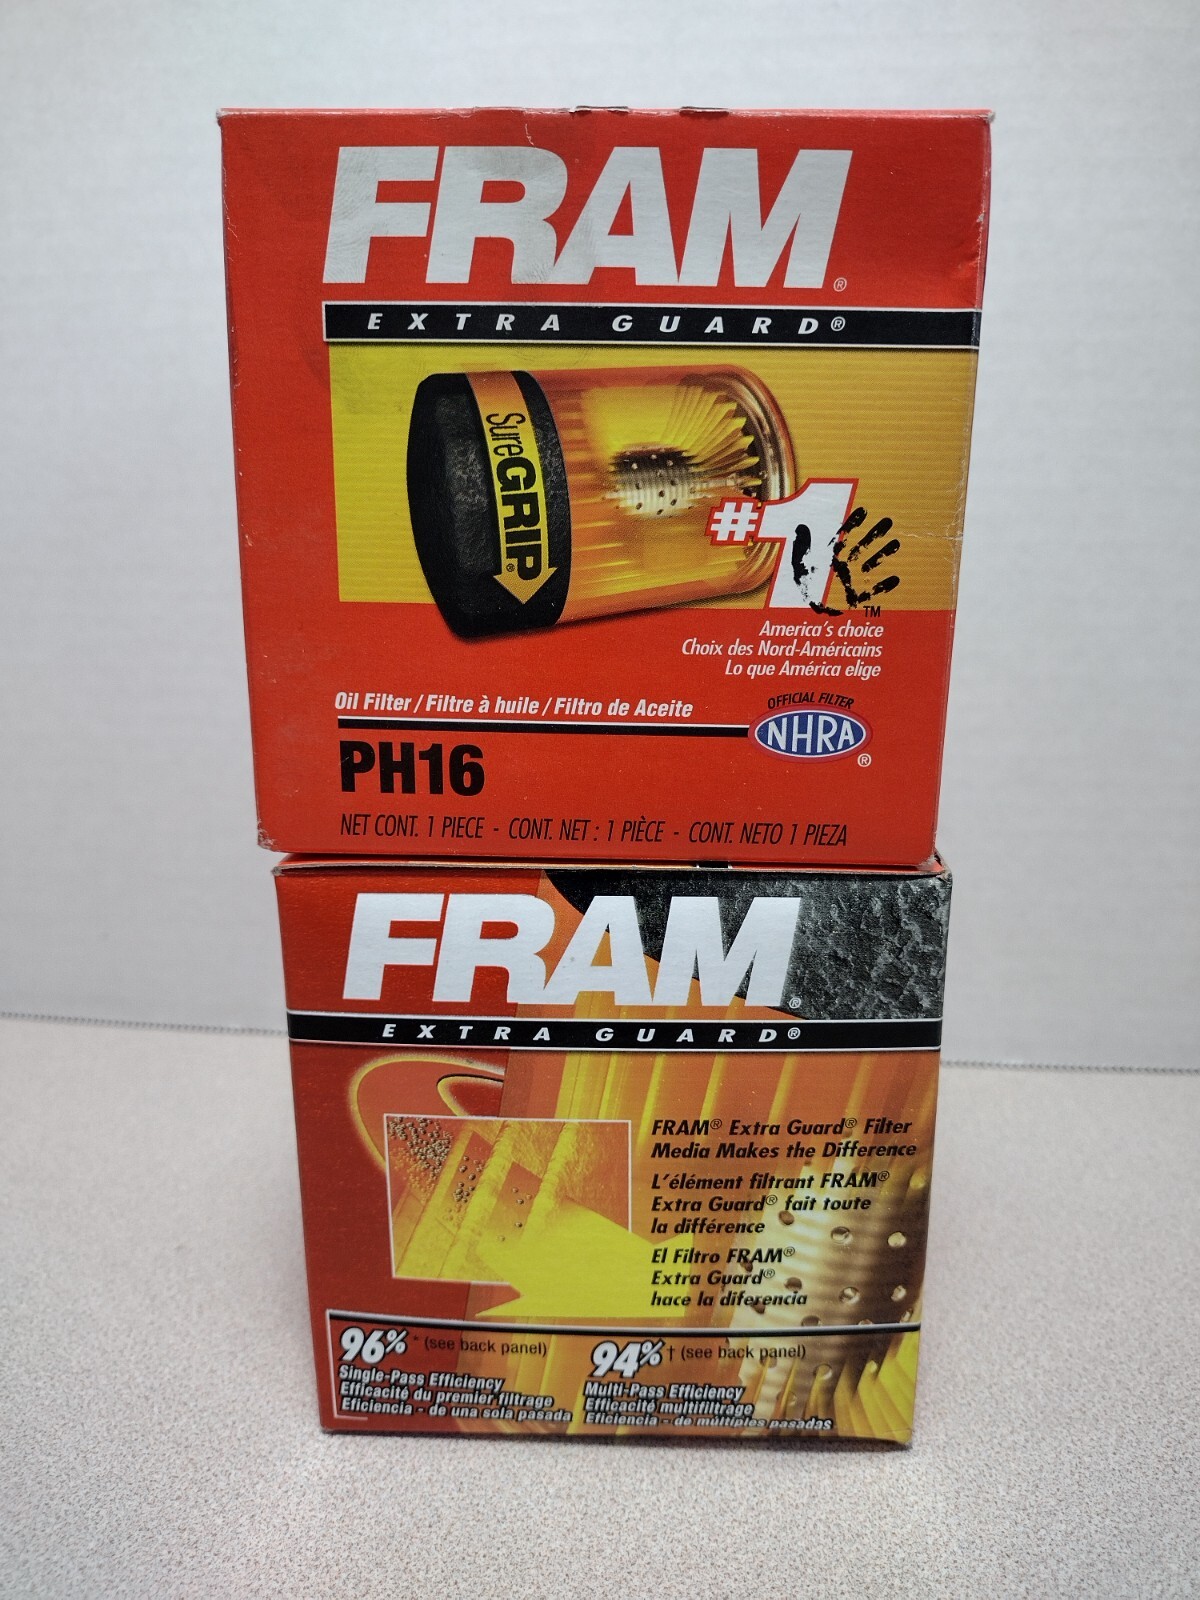 FRAM®
EXTRA GUARD®
SureGRIP®
#1
TM
America's choice
Choix des Nord-Américains
Lo que América elige
Oil Filter / Filtre à huile / Filtro de Aceite
OFFICIAL FILTER
NHRA
®
PH16
NET CONT. 1 PIECE - CONT. NET : 1 PIÈCE - CONT. NETO 1 PIEZA
FRAM®
EXTRA GUARD®
FRAM® Extra Guard® Filter
Media Makes the Difference
L'élément filtrant FRAM®
Extra Guard® fait toute
la différence
El Filtro FRAM®
Extra Guard®
hace la diferencia
96%* (see back panel)
Single-Pass Efficiency
Efficacité du premier filtrage
Eficiencia - de una sola pasada
94%† (see back panel)
Multi-Pass Efficiency
Efficacité multifiltrage
Eficiencia - de múltiples pasadas